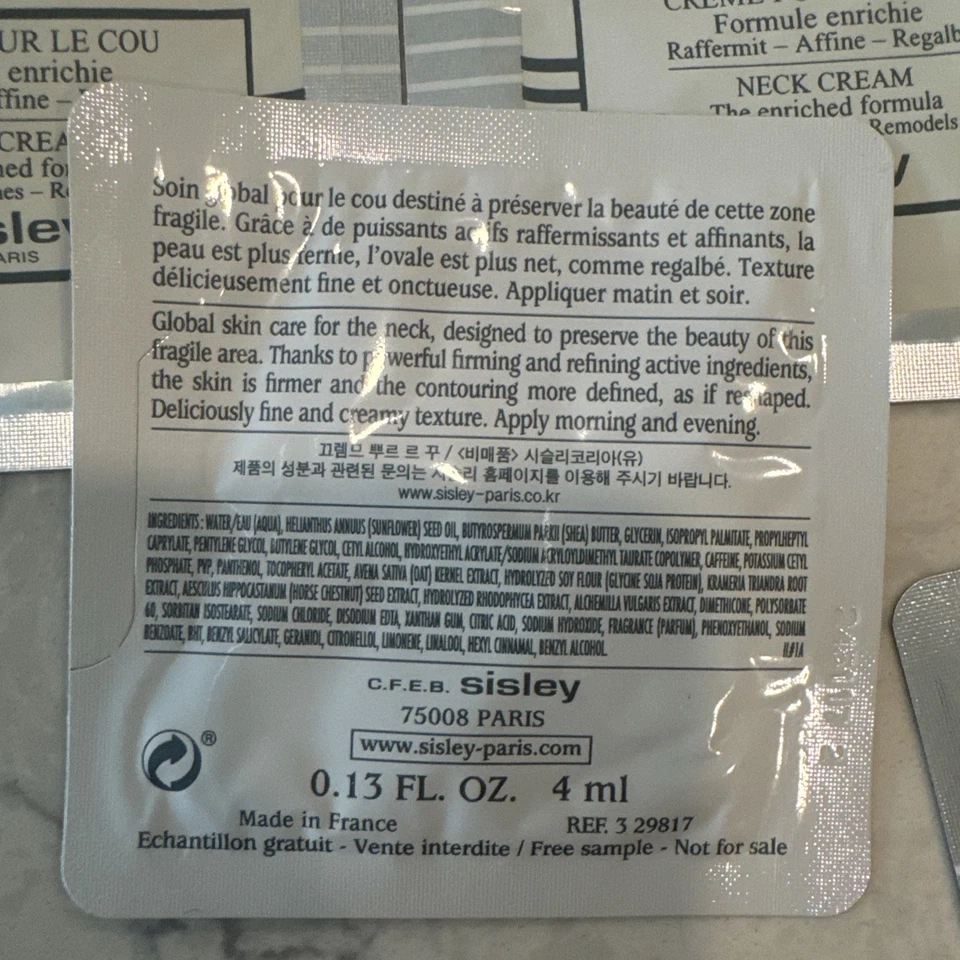 UR LE COU
enrichie
ffine –
CREA
ned fo
nes – R
sley
ARIS
Formule enrichie
Raffermit – Affine – Regalb
NECK CREAM
The enriched formula
Remodels
Soin global pour le cou destiné à préserver la beauté de cette zone
fragile. Grâce à de puissants actifs raffermissants et affinants, la
peau est plus ferme, l'ovale est plus net, comme regalbé. Texture
délicieusement fine et onctueuse. Appliquer matin et soir.
Global skin care for the neck, designed to preserve the beauty of this
fragile area. Thanks to powerful firming and refining active ingredients,
the skin is firmer and the contouring more defined, as if reshaped.
Deliciously fine and creamy texture. Apply morning and evening.
끄렘므 뿌르 르 꾸 / <비매품> 시슬리코리아(유)
제품의 성분과 관련된 문의는 시슬리 홈페이지를 이용해 주시기 바랍니다.
www.sisley-paris.co.kr
INGREDIENTS: WATER/EAU (AQUA), HELIANTHUS ANNUUS (SUNFLOWER) SEED OIL, BUTYROSPERMUM PARKII (SHEA) BUTTER, GLYCERIN, ISOPROPYL PALMITATE, PROPYLHEPTYL
CAPRYLATE, PENTYLENE GLYCOL, BUTYLENE GLYCOL, CETYL ALCOHOL, HYDROXYETHYL ACRYLATE/SODIUM ACRYLOYLDIMETHYL TAURATE COPOLYMER, CAFFEINE, POTASSIUM CETYL
PHOSPHATE, PVP, PANTHENOL, TOCOPHERYL ACETATE, AVENA SATIVA (OAT) KERNEL EXTRACT, HYDROLYZED SOY FLOUR (GLYCINE SOJA PROTEIN), KRAMERIA TRIANDRA ROOT
EXTRACT, AESCULUS HIPPOCASTANUM (HORSE CHESTNUT) SEED EXTRACT, HYDROLYZED RHODOPHYCEA EXTRACT, ALCHEMILLA VULGARIS EXTRACT, DIMETHICONE, POLYSORBATE
60, SORBITAN ISOSTEARATE, SODIUM CHLORIDE, DISODIUM EDTA, XANTHAN GUM, CITRIC ACID, SODIUM HYDROXIDE, FRAGRANCE (PARFUM), PHENOXYETHANOL, SODIUM
BENZOATE, BHT, BENZYL SALICYLATE, GERANIOL, CITRONELLOL, LIMONENE, LINALOOL, HEXYL CINNAMAL, BENZYL ALCOHOL. IL#1A
C.F.E.B. sisley
75008 PARIS
www.sisley-paris.com
®
0.13 FL. OZ. 4 ml
Made in France REF. 3 29817
Echantillon gratuit - Vente interdite / Free sample - Not for sale